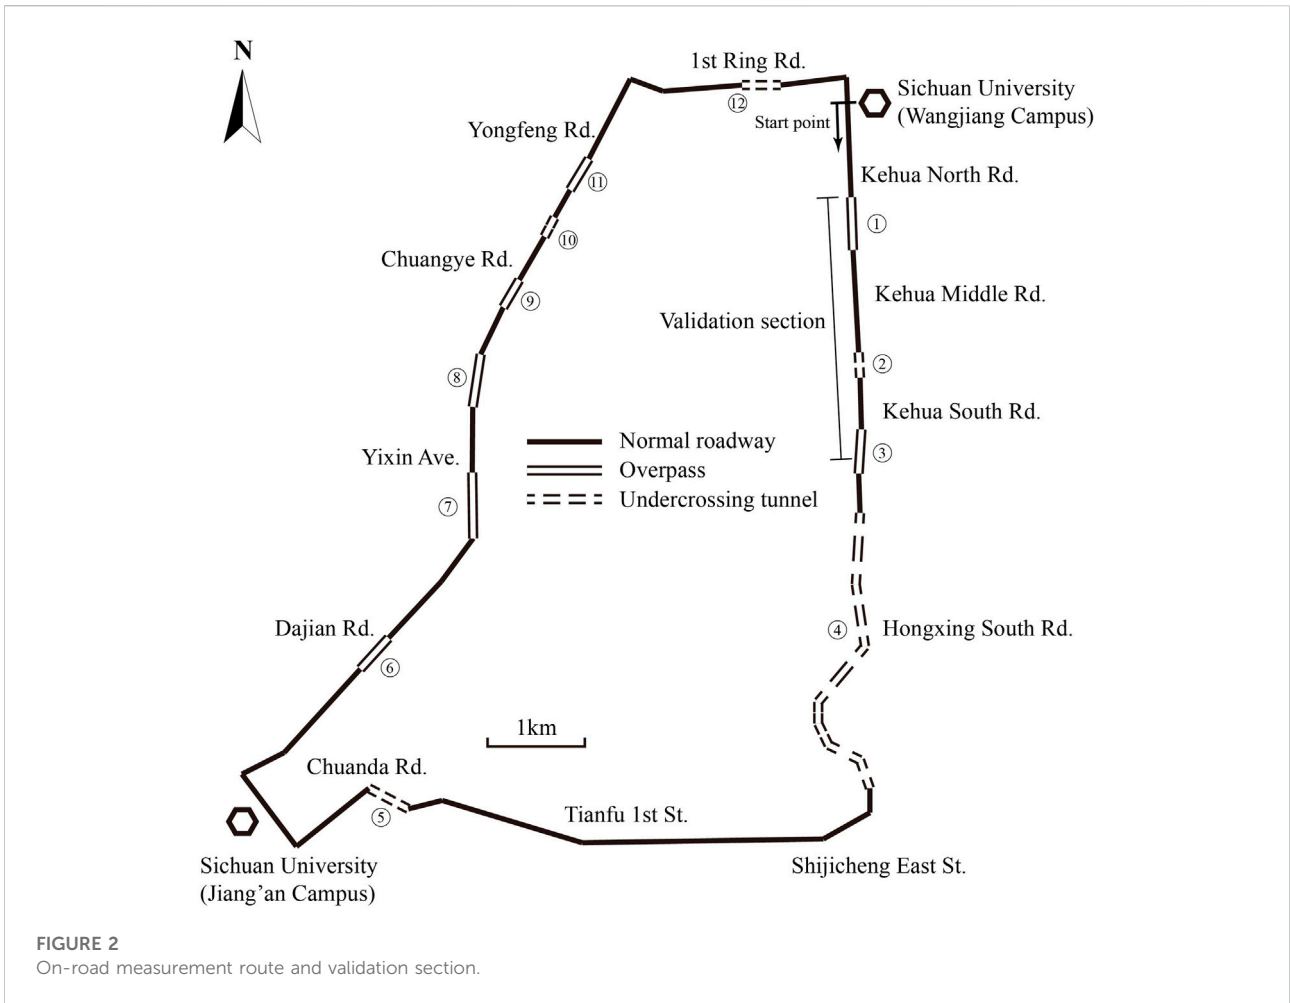 N
1st Ring Rd.
⑫
Start point
Sichuan University
(Wangjiang Campus)
Yongfeng Rd.
⑪
Kehua North Rd.
①
⑩
Chuangye Rd.
⑨
Kehua Middle Rd.
Validation section
②
⑧
Kehua South Rd.
③
Normal roadway
Overpass
Undercrossing tunnel
Yixin Ave.
⑦
Dajian Rd.
⑥
④
Hongxing South Rd.
1km
Chuanda Rd.
⑤
Tianfu 1st St.
Shijicheng East St.
Sichuan University
(Jiang’an Campus)
FIGURE 2
On-road measurement route and validation section.